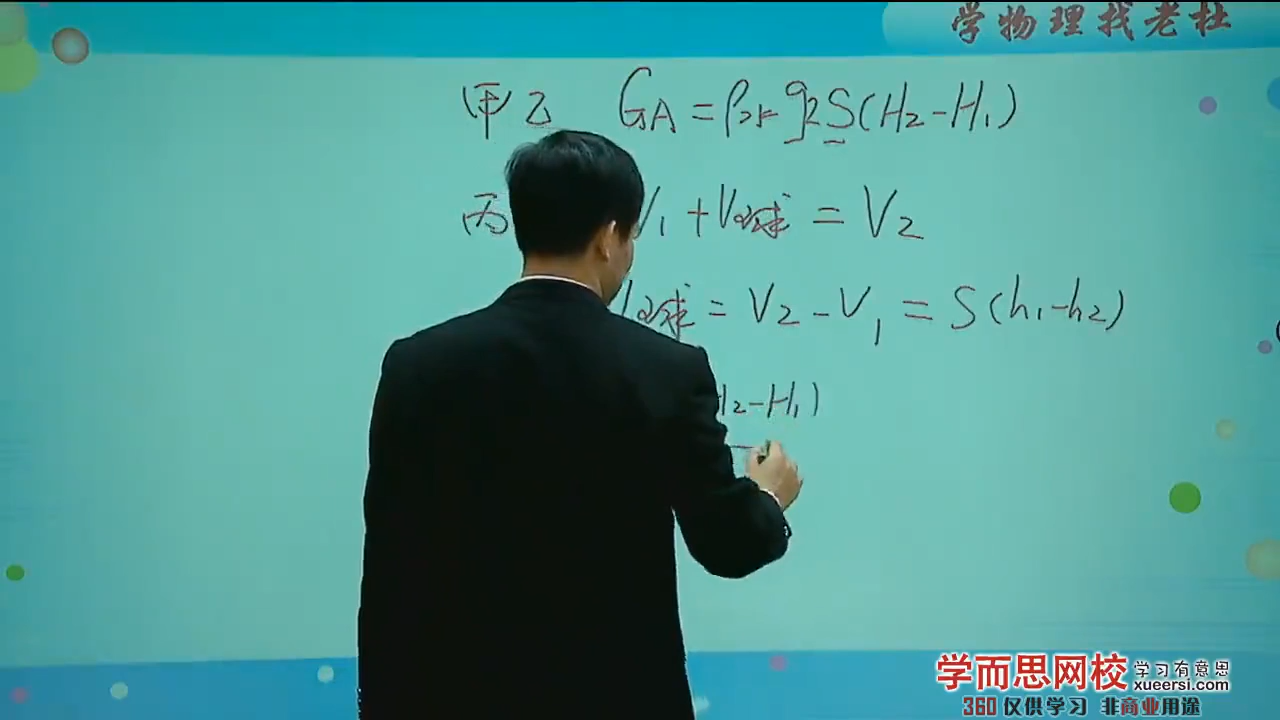 学物理找老杜
甲乙 GA = ρ水g2S(H2-H1)
丙 V1 + V球 = V2
V球 = V2 - V1 = S(h1-h2)
H2-H1)
学而思网校 学习有意思
xueersi.com
360 仅供学习 非商业用途